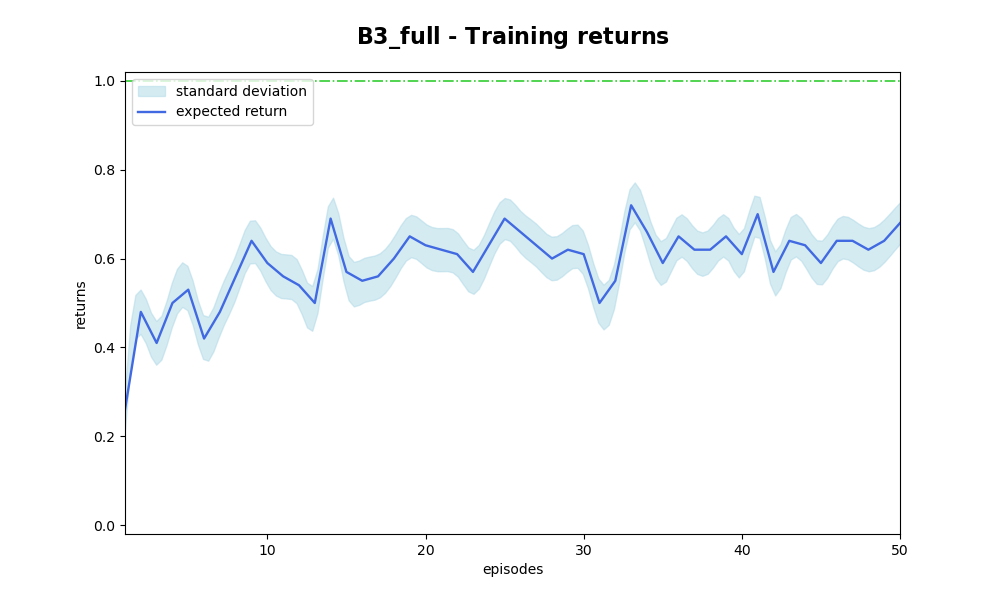 B3_full - Training returns
1.0
0.8
0.6
0.4
0.2
0.0
returns
standard deviation
expected return
10
20
30
40
50
episodes